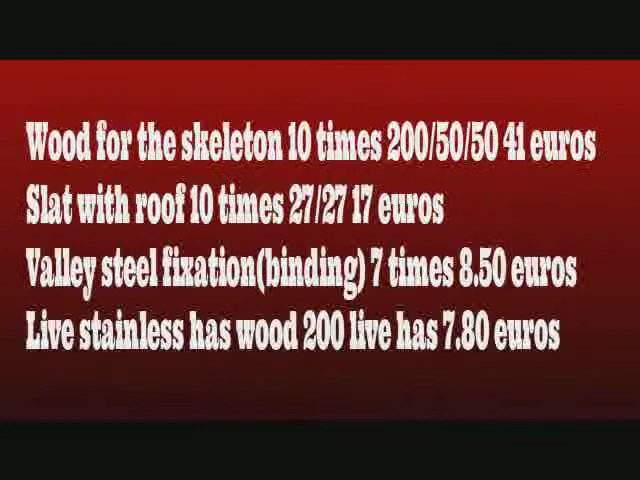 Wood for the skeleton 10 times 200/50/50 41 euros
Slat with roof 10 times 27/27 17 euros
Valley steel fixation(binding) 7 times 8.50 euros
Live stainless has wood 200 live has 7.80 euros